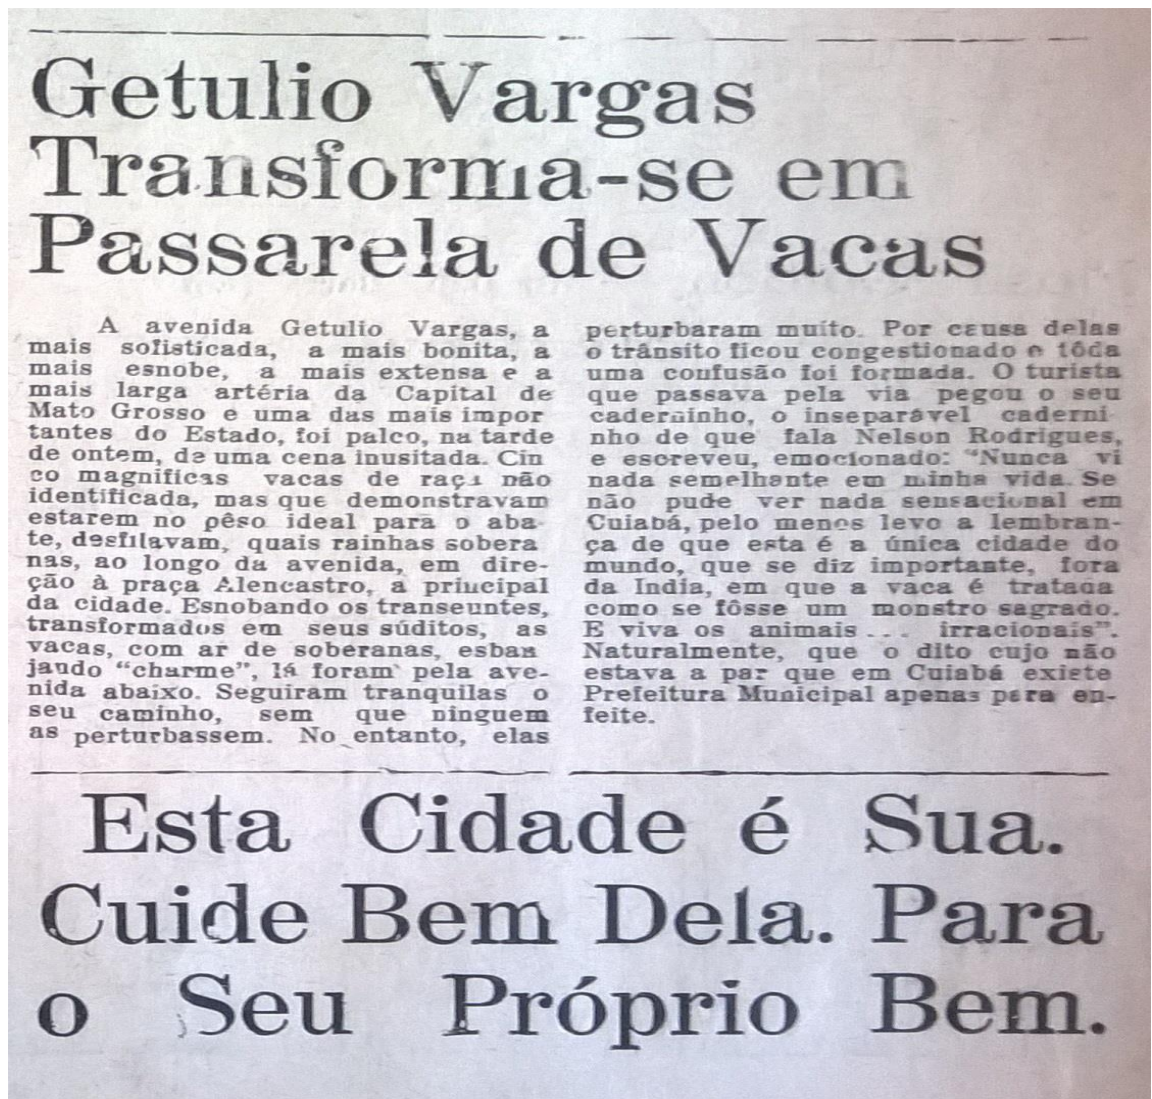 Getulio Vargas
Transforma-se em
Passarela de Vacas
A avenida Getulio Vargas, a
mais sofisticada, a mais bonita, a
mais esnobe, a mais extensa e a
mais larga artéria da Capital de
Mato Grosso e uma das mais impor
tantes do Estado, foi palco, na tarde
de ontem, de uma cena inusitada. Cin
co magníficas vacas de raça não
identificada, mas que demonstravam
estarem no pêso ideal para o aba-
te, desfilavam, quais rainhas sobera
nas, ao longo da avenida, em dire-
ção à praça Alencastro, a principal
da cidade. Esnobando os transeuntes,
transformados em seus súditos, as
vacas, com ar de soberanas, esban
jando "charme", lá foram pela ave-
nida abaixo. Seguiram tranquilas o
seu caminho, sem que ninguem
as perturbassem. No entanto, elas
perturbaram muito. Por causa delas
o trânsito ficou congestionado e tôda
uma confusão foi formada. O turista
que passava pela via pegou o seu
caderninho, o inseparável caderni
nho de que fala Nelson Rodrigues,
e escreveu, emocionado: "Nunca vi
nada semelhante em minha vida. Se
não pude ver nada sensacional em
Cuiabá, pelo menos levo a lembran-
ça de que esta é a única cidade do
mundo, que se diz importante, fora
da India, em que a vaca é tratada
como se fôsse um monstro sagrado.
E viva os animais... irracionais".
Naturalmente, que o dito cujo não
estava a par que em Cuiabá existe
Prefeitura Municipal apenas para en-
feite.
Esta Cidade é Sua.
Cuide Bem Dela. Para
o Seu Próprio Bem.